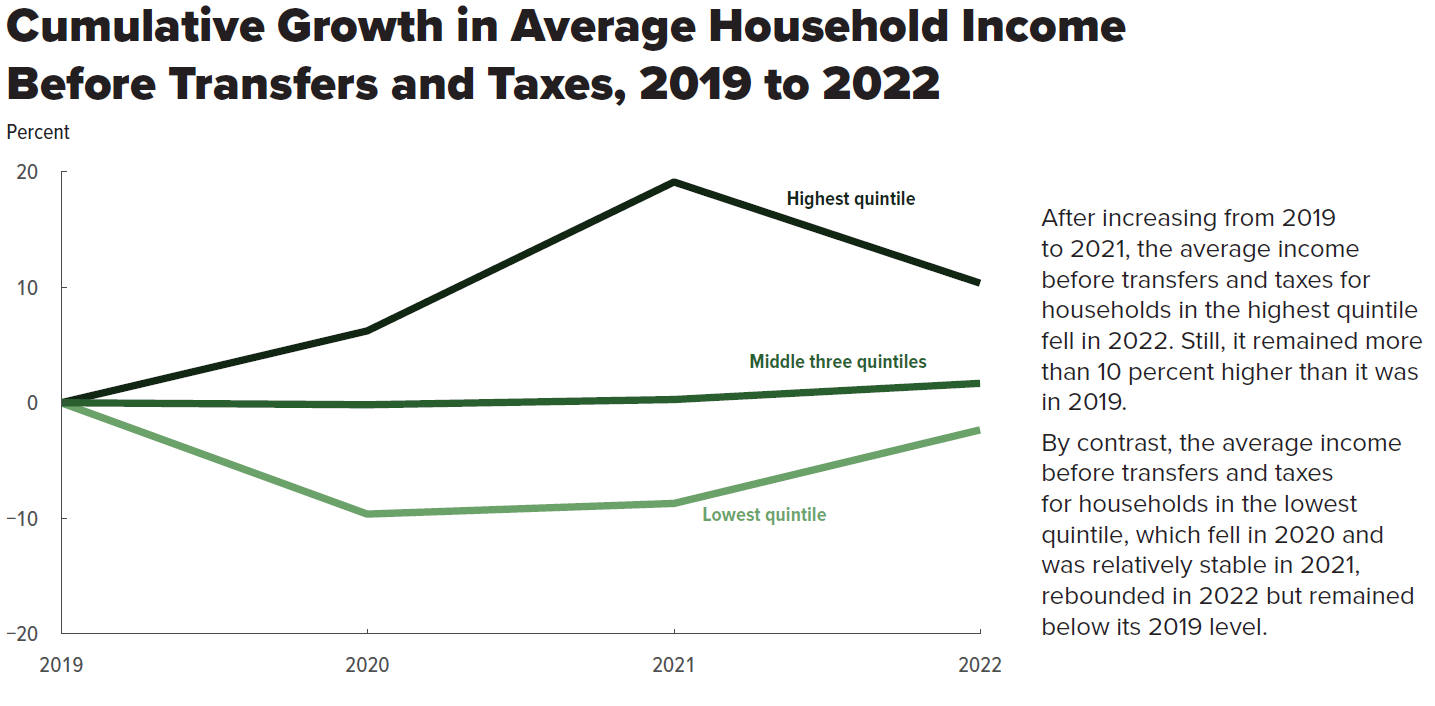 Cumulative Growth in Average Household Income
Before Transfers and Taxes, 2019 to 2022
Percent
20
10
0
−10
−20
2019
2020
2021
2022
Highest quintile
Middle three quintiles
Lowest quintile
After increasing from 2019
to 2021, the average income
before transfers and taxes for
households in the highest quintile
fell in 2022. Still, it remained more
than 10 percent higher than it was
in 2019.
By contrast, the average income
before transfers and taxes
for households in the lowest
quintile, which fell in 2020 and
was relatively stable in 2021,
rebounded in 2022 but remained
below its 2019 level.